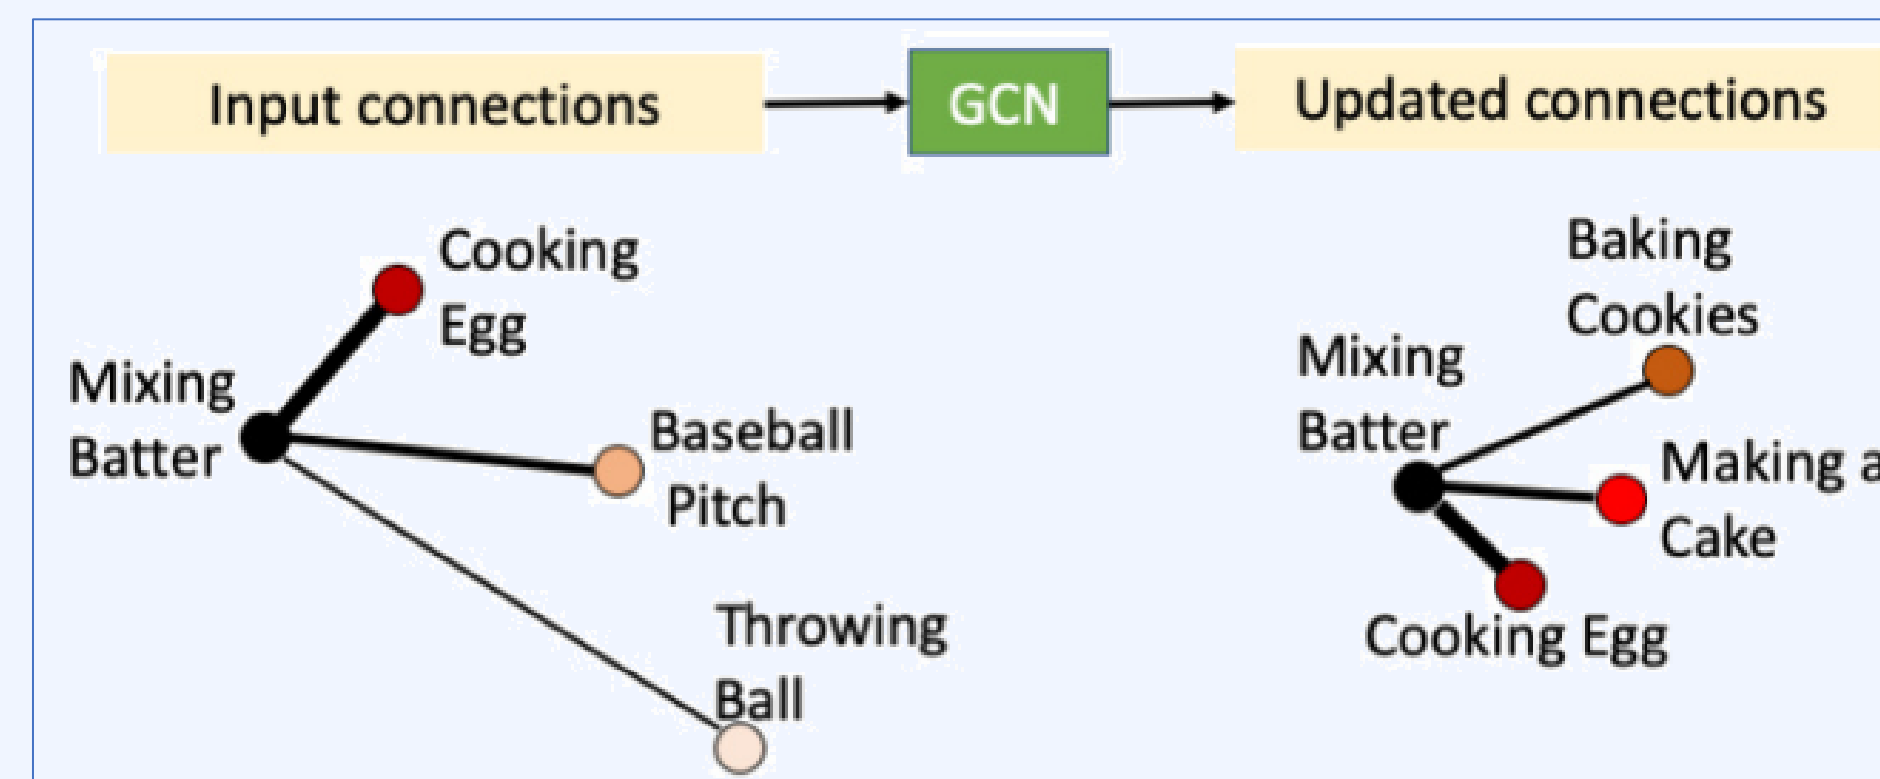 Input connections
GCN
Updated connections
Cooking
Egg
Mixing
Batter
Baseball
Pitch
Throwing
Ball
Baking
Cookies
Mixing
Batter
Making a
Cake
Cooking Egg